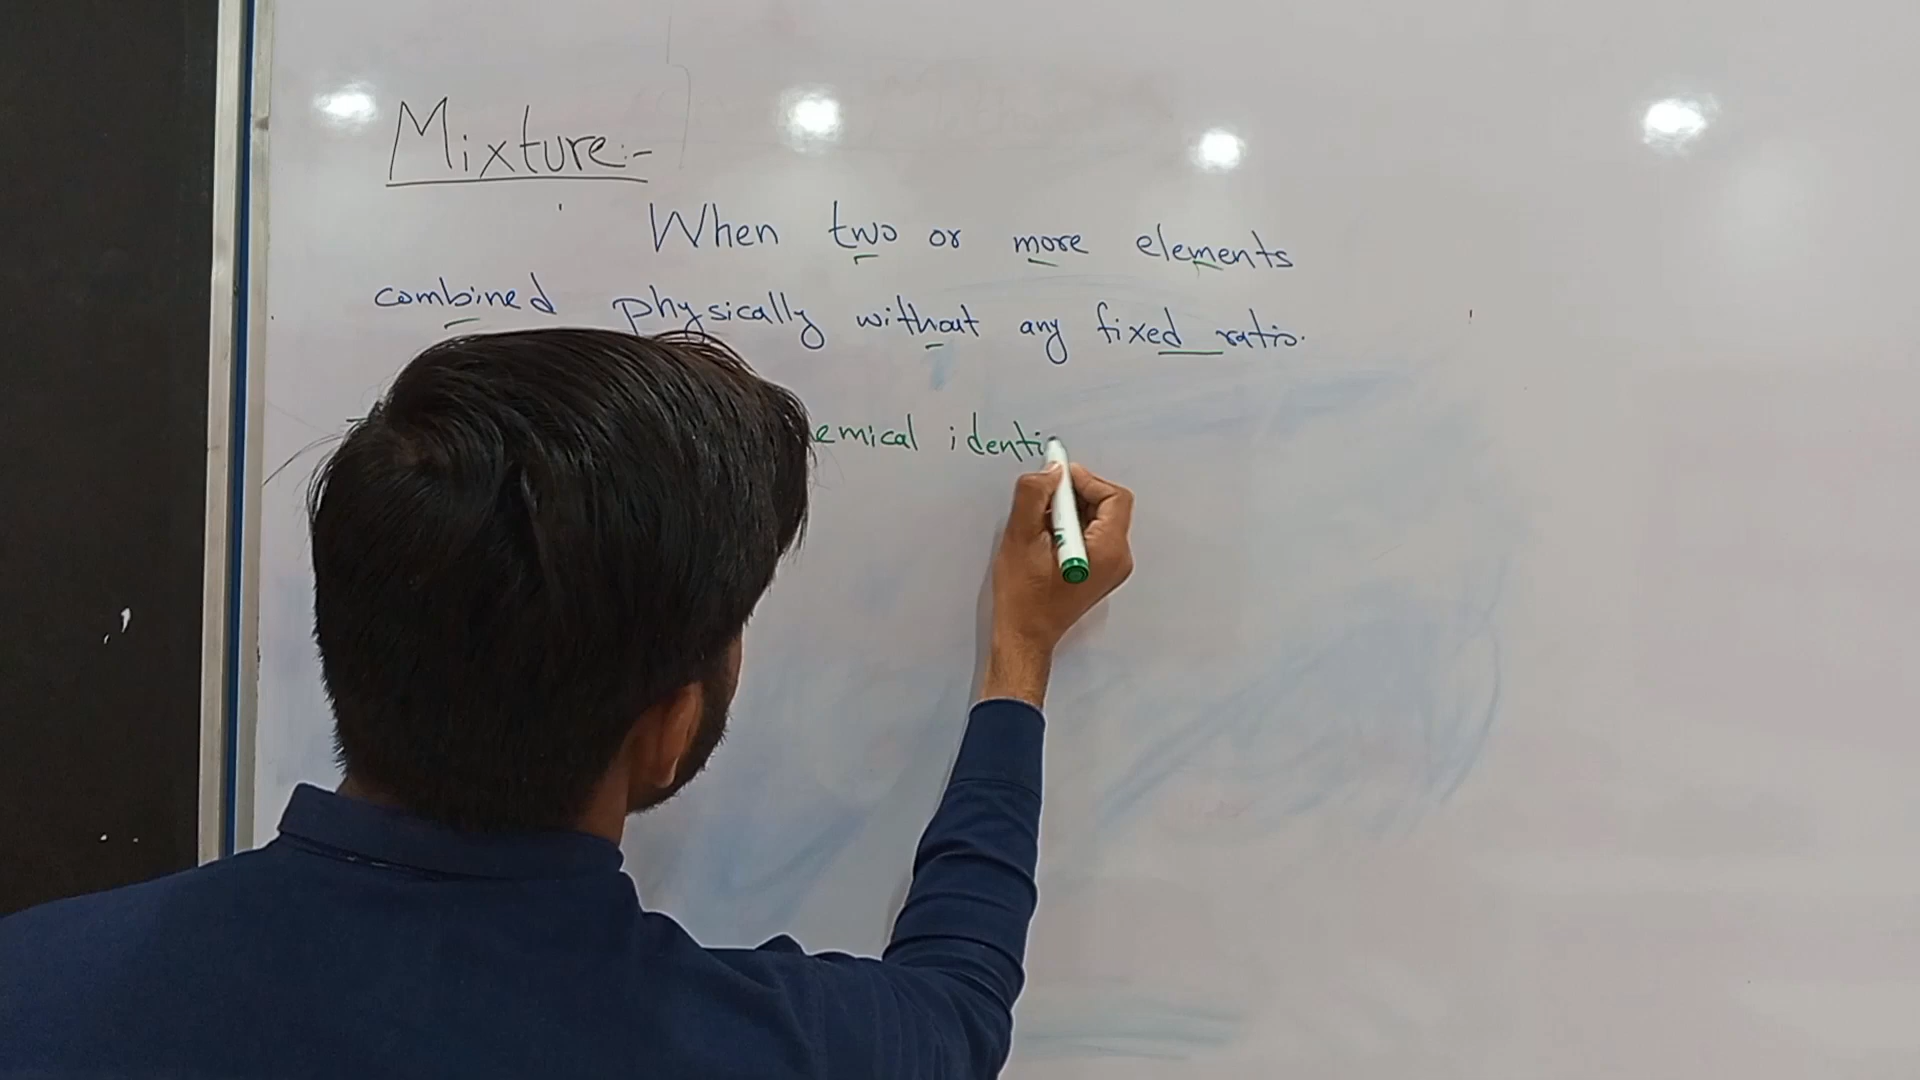 Mixture:-
When two or more elements
combined physically without any fixed ratio.
emical identi